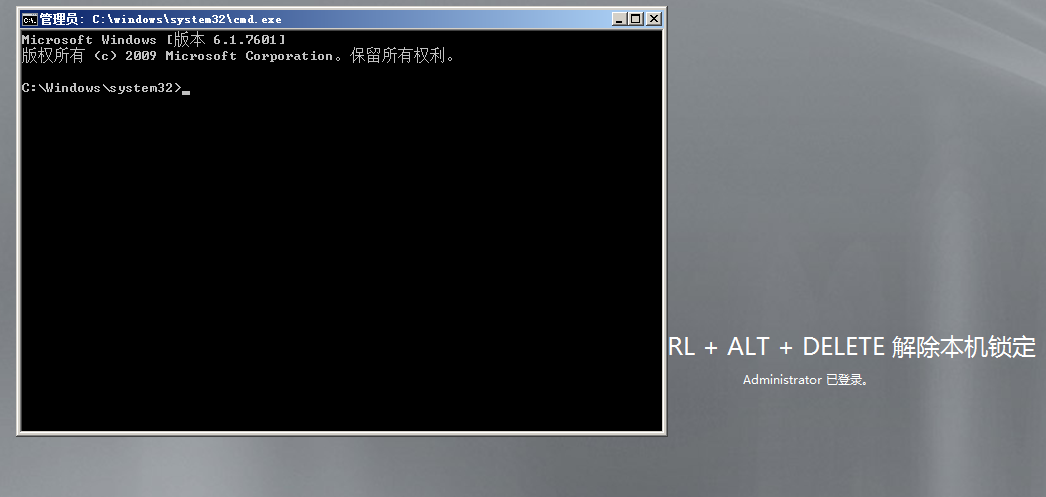 管理员: C:\windows\system32\cmd.exe
Microsoft Windows [版本 6.1.7601]
版权所有 (c) 2009 Microsoft Corporation。保留所有权利。
C:\Windows\system32>
RL + ALT + DELETE 解除本机锁定
Administrator 已登录。